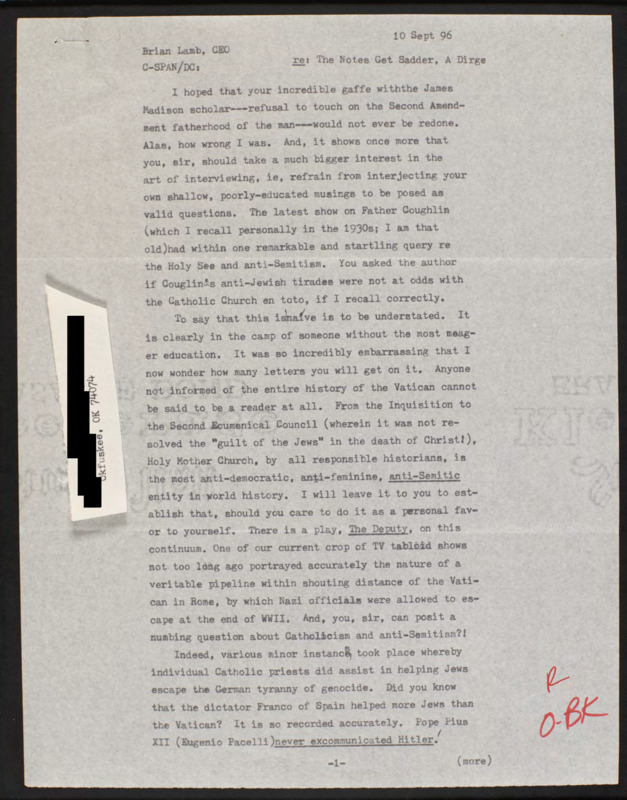 10 Sept 96
Brian Lamb, CEO
C-SPAN/DC:
re: The Notes Get Sadder, A Dirge
I hoped that your incredible gaffe withthe James
Madison scholar---refusal to touch on the Second Amend-
ment fatherhood of the man---would not ever be redone.
Alas, how wrong I was. And, it shows once more that
you, sir, should take a much bigger interest in the
art of interviewing, ie, refrain from interjecting your
own shallow, poorly-educated musings to be posed as
valid questions. The latest show on Father Coughlin
(which I recall personally in the 1930s; I am that
old)had within one remarkable and startling query re
the Holy See and anti-Semitism. You asked the author
if Couglin's anti-Jewish tirades were not at odds with
the Catholic Church en toto, if I recall correctly.
To say that this is naive is to be understated. It
is clearly in the camp of someone without the most meag-
er education. It was so incredibly embarrassing that I
now wonder how many letters you will get on it. Anyone
not informed of the entire history of the Vatican cannot
be said to be a reader at all. From the Inquisition to
the Second Ecumenical Council (wherein it was not re-
solved the "guilt of the Jews" in the death of Christ!),
Holy Mother Church, by all responsible historians, is
the most anti-democratic, anti-feminine, anti-Semitic
entity in world history. I will leave it to you to est-
ablish that, should you care to do it as a personal fav-
or to yourself. There is a play, The Deputy, on this
continuum. One of our current crop of TV tabloid shows
not too long ago portrayed accurately the nature of a
veritable pipeline within shouting distance of the Vati-
can in Rome, by which Nazi officials were allowed to es-
cape at the end of WWII. And, you, sir, can posit a
numbing question about Catholicism and anti-Semitism?!
Indeed, various minor instances took place whereby
individual Catholic priests did assist in helping Jews
escape the German tyranny of genocide. Did you know
that the dictator Franco of Spain helped more Jews than
the Vatican? It is so recorded accurately. Pope Pius
XII (Eugenio Pacelli)never excommunicated Hitler!
-1-
(more)
Okfuskee, OK 74074
R
O-BK